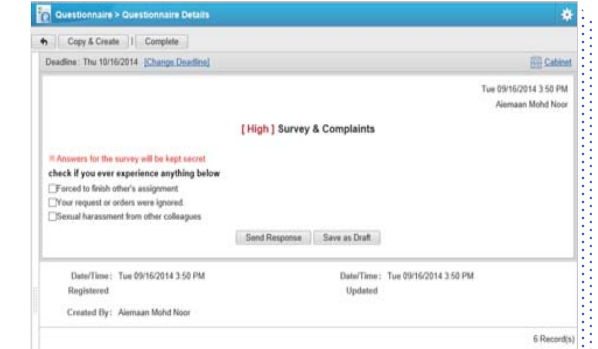 Questionnaire > Questionnaire Details
Copy & Create | Complete
Deadline : Thu 10/16/2014 [Change Deadline] Cabinet
Tue 09/16/2014 3:50 PM
Aiemaan Mohd Noor
[ High ] Survey & Complaints
※Answers for the survey will be kept secret
check if you ever experience anything below
Forced to finish other's assignment
Your request or orders were ignored.
Sexual harassment from other colleagues
Send Response Save as Draft
Date/Time : Tue 09/16/2014 3:50 PM Date/Time : Tue 09/16/2014 3:50 PM
Registered Updated
Created By : Aiemaan Mohd Noor
6 Record(s)